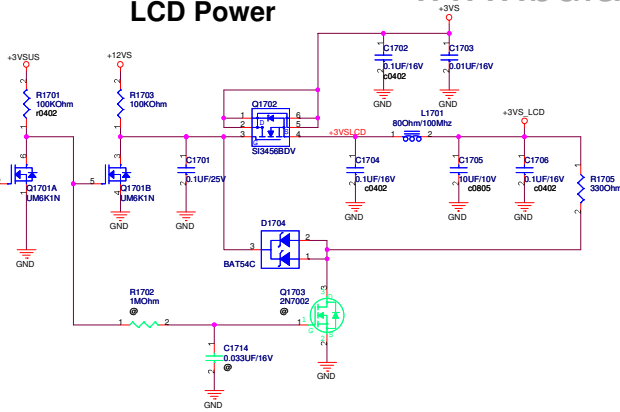 LCD Power
+3VS
+3VSUS
+12VS
R1701
100KOhm
r0402
R1703
100KOhm
C1702
0.1UF/16V
c0402
C1703
0.01UF/16V
GND
GND
Q1702
SI3456BDV
+3VSLCD
L1701
80Ohm/100Mhz
+3VS_LCD
Q1701A
UM6K1N
Q1701B
UM6K1N
C1701
0.1UF/25V
C1704
0.1UF/16V
c0402
C1705
10UF/10V
c0805
C1706
0.1UF/16V
c0402
R1705
330Ohm
GND
GND
GND
GND
GND
GND
GND
D1704
BAT54C
R1702
1MOhm
@
Q1703
2N7002
@
C1714
0.033UF/16V
@
GND
GND